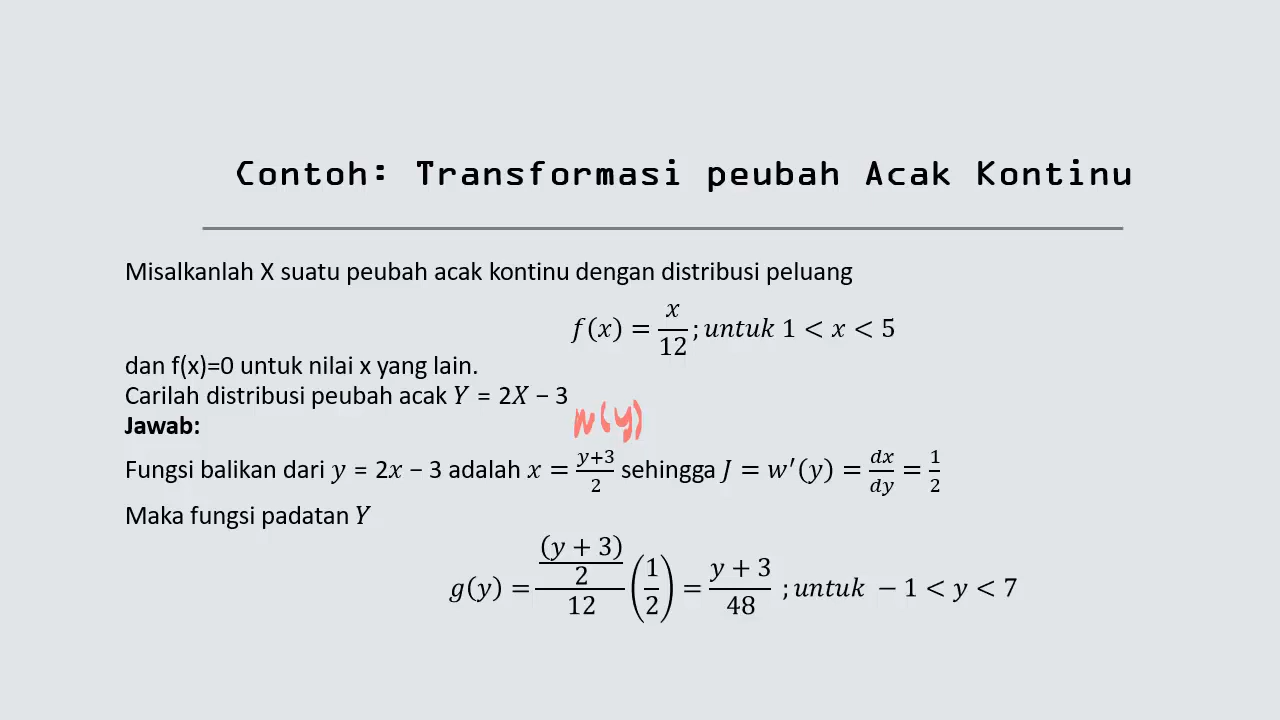 Contoh: Transformasi peubah Acak Kontinu
Misalkanlah X suatu peubah acak kontinu dengan distribusi peluang
f(x) = x/12 ; untuk 1 < x < 5
dan f(x)=0 untuk nilai x yang lain.
Carilah distribusi peubah acak Y = 2X − 3
w(y)
Jawab:
Fungsi balikan dari y = 2x − 3 adalah x = (y+3)/2 sehingga J = w′(y) = dx/dy = 1/2
Maka fungsi padatan Y
g(y) = ((y + 3)/2)/12 (1/2) = (y + 3)/48 ; untuk − 1 < y < 7